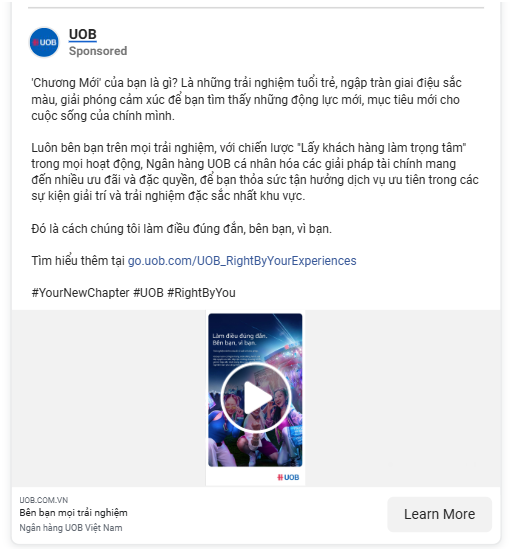 UOB
UOB
Sponsored
'Chương Mới' của bạn là gì? Là những trải nghiệm tuổi trẻ, ngập tràn giai điệu sắc
màu, giải phóng cảm xúc để bạn tìm thấy những động lực mới, mục tiêu mới cho
cuộc sống của chính mình.
Luôn bên bạn trên mọi trải nghiệm, với chiến lược "Lấy khách hàng làm trọng tâm"
trong mọi hoạt động, Ngân hàng UOB cá nhân hóa các giải pháp tài chính mang
đến nhiều ưu đãi và đặc quyền, để bạn thỏa sức tận hưởng dịch vụ ưu tiên trong các
sự kiện giải trí và trải nghiệm đặc sắc nhất khu vực.
Đó là cách chúng tôi làm điều đúng đắn, bên bạn, vì bạn.
Tìm hiểu thêm tại go.uob.com/UOB_RightByYourExperiences
#YourNewChapter #UOB #RightByYou
Làm điều đúng đắn.
Bên bạn, vì bạn.
UOB
UOB.COM.VN
Bên bạn mọi trải nghiệm
Ngân hàng UOB Việt Nam
Learn More